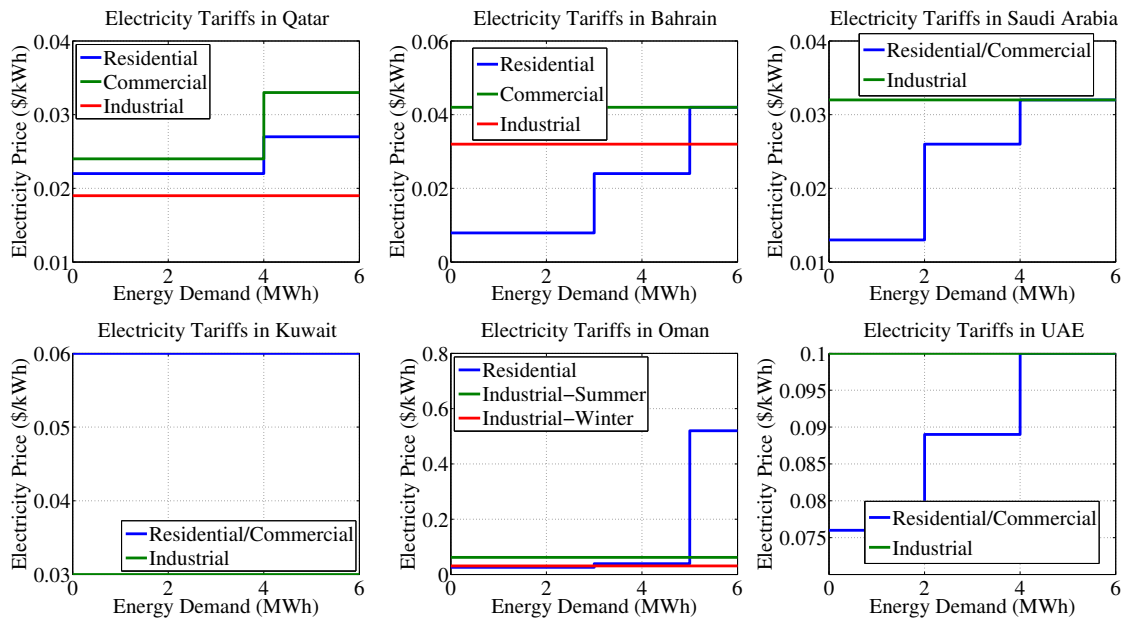 Electricity Tariffs in Qatar
Electricity Price ($/kWh)
0.04
0.03
0.02
0.01
Residential
Commercial
Industrial
0 2 4 6
Energy Demand (MWh)
Electricity Tariffs in Bahrain
Electricity Price ($/kWh)
0.06
0.04
0.02
0
Residential
Commercial
Industrial
0 2 4 6
Energy Demand (MWh)
Electricity Tariffs in Saudi Arabia
Electricity Price ($/kWh)
0.04
0.03
0.02
0.01
Residential/Commercial
Industrial
0 2 4 6
Energy Demand (MWh)
Electricity Tariffs in Kuwait
Electricity Price ($/kWh)
0.06
0.05
0.04
0.03
Residential/Commercial
Industrial
0 2 4 6
Energy Demand (MWh)
Electricity Tariffs in Oman
Electricity Price ($/kWh)
0.8
0.6
0.4
0.2
0
Residential
Industrial−Summer
Industrial−Winter
0 2 4 6
Energy Demand (MWh)
Electricity Tariffs in UAE
Electricity Price ($/kWh)
0.1
0.095
0.09
0.085
0.08
0.075
Residential/Commercial
Industrial
0 2 4 6
Energy Demand (MWh)